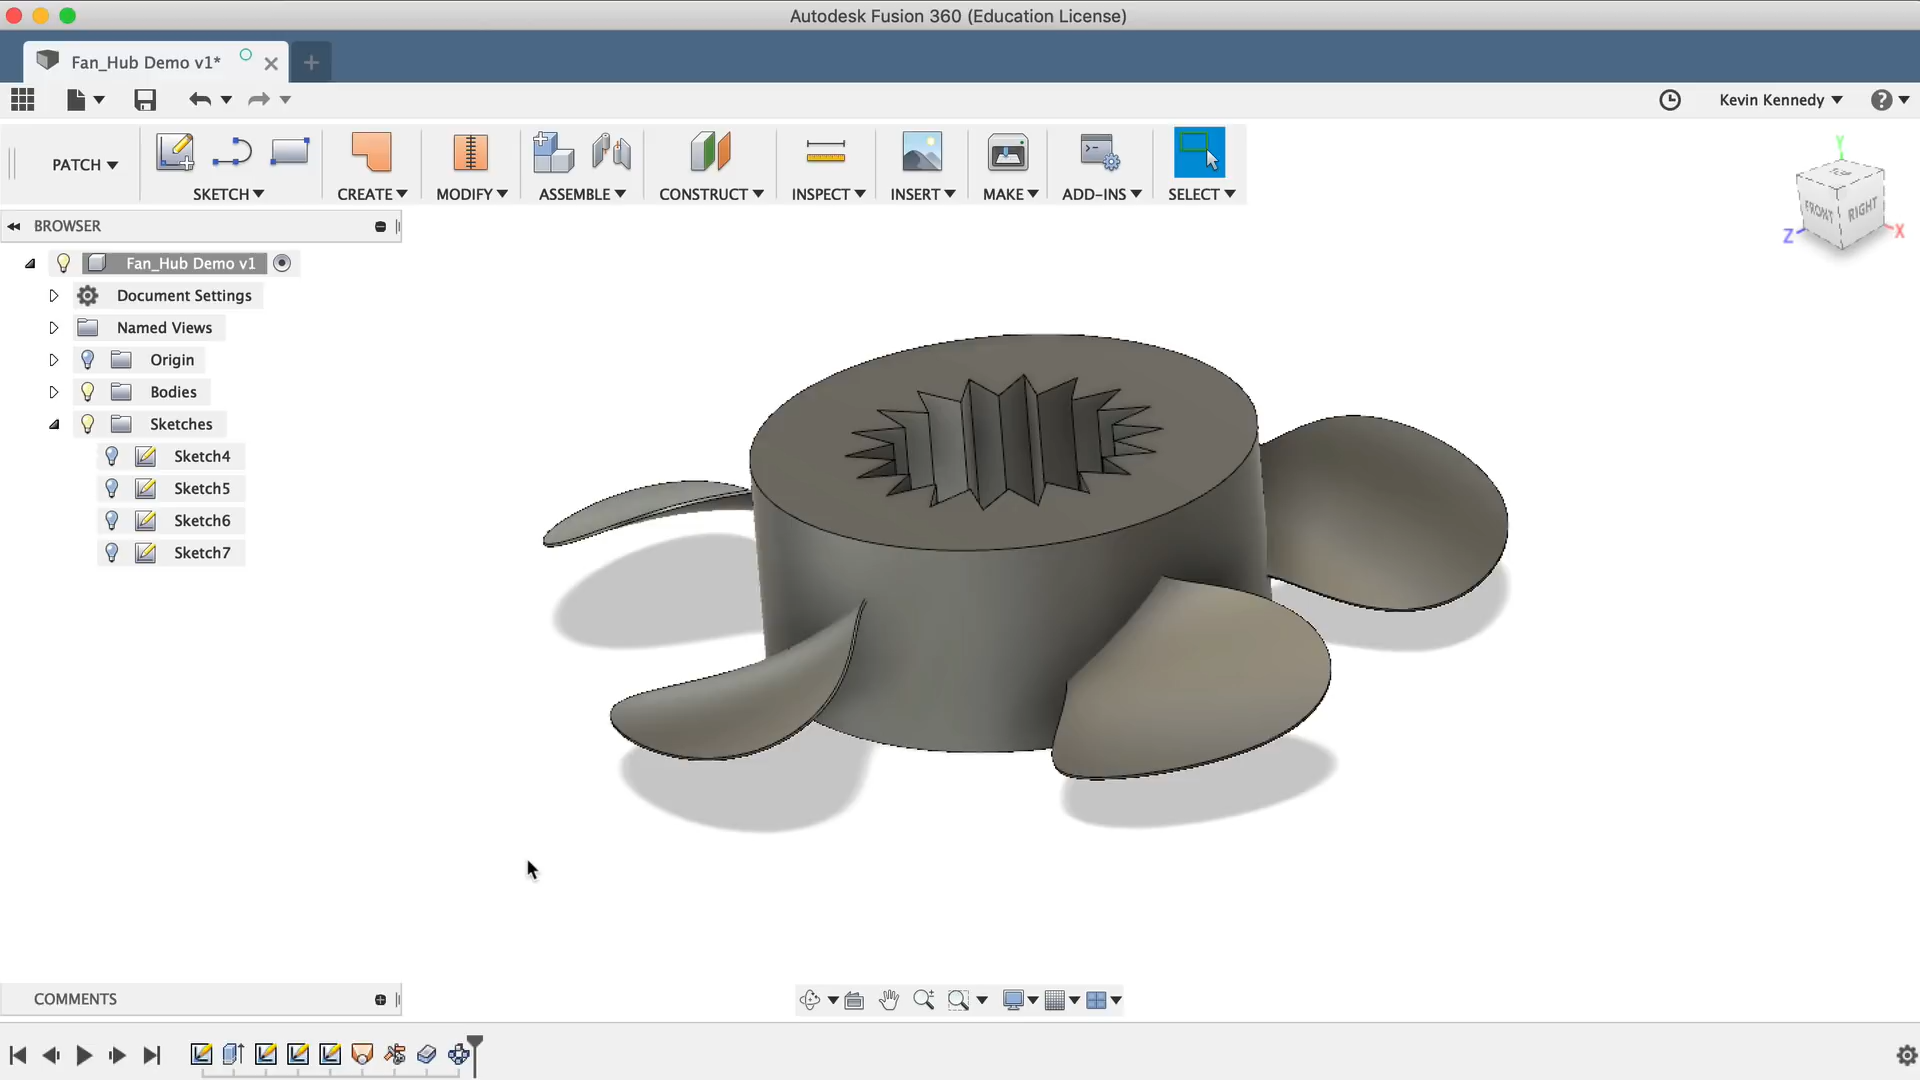 Autodesk Fusion 360 (Education License)
Fan_Hub Demo v1*
Kevin Kennedy
PATCH
SKETCH
CREATE
MODIFY
ASSEMBLE
CONSTRUCT
INSPECT
INSERT
MAKE
ADD-INS
SELECT
Y
FRONT
RIGHT
Z
X
BROWSER
Fan_Hub Demo v1
Document Settings
Named Views
Origin
Bodies
Sketches
Sketch4
Sketch5
Sketch6
Sketch7
COMMENTS